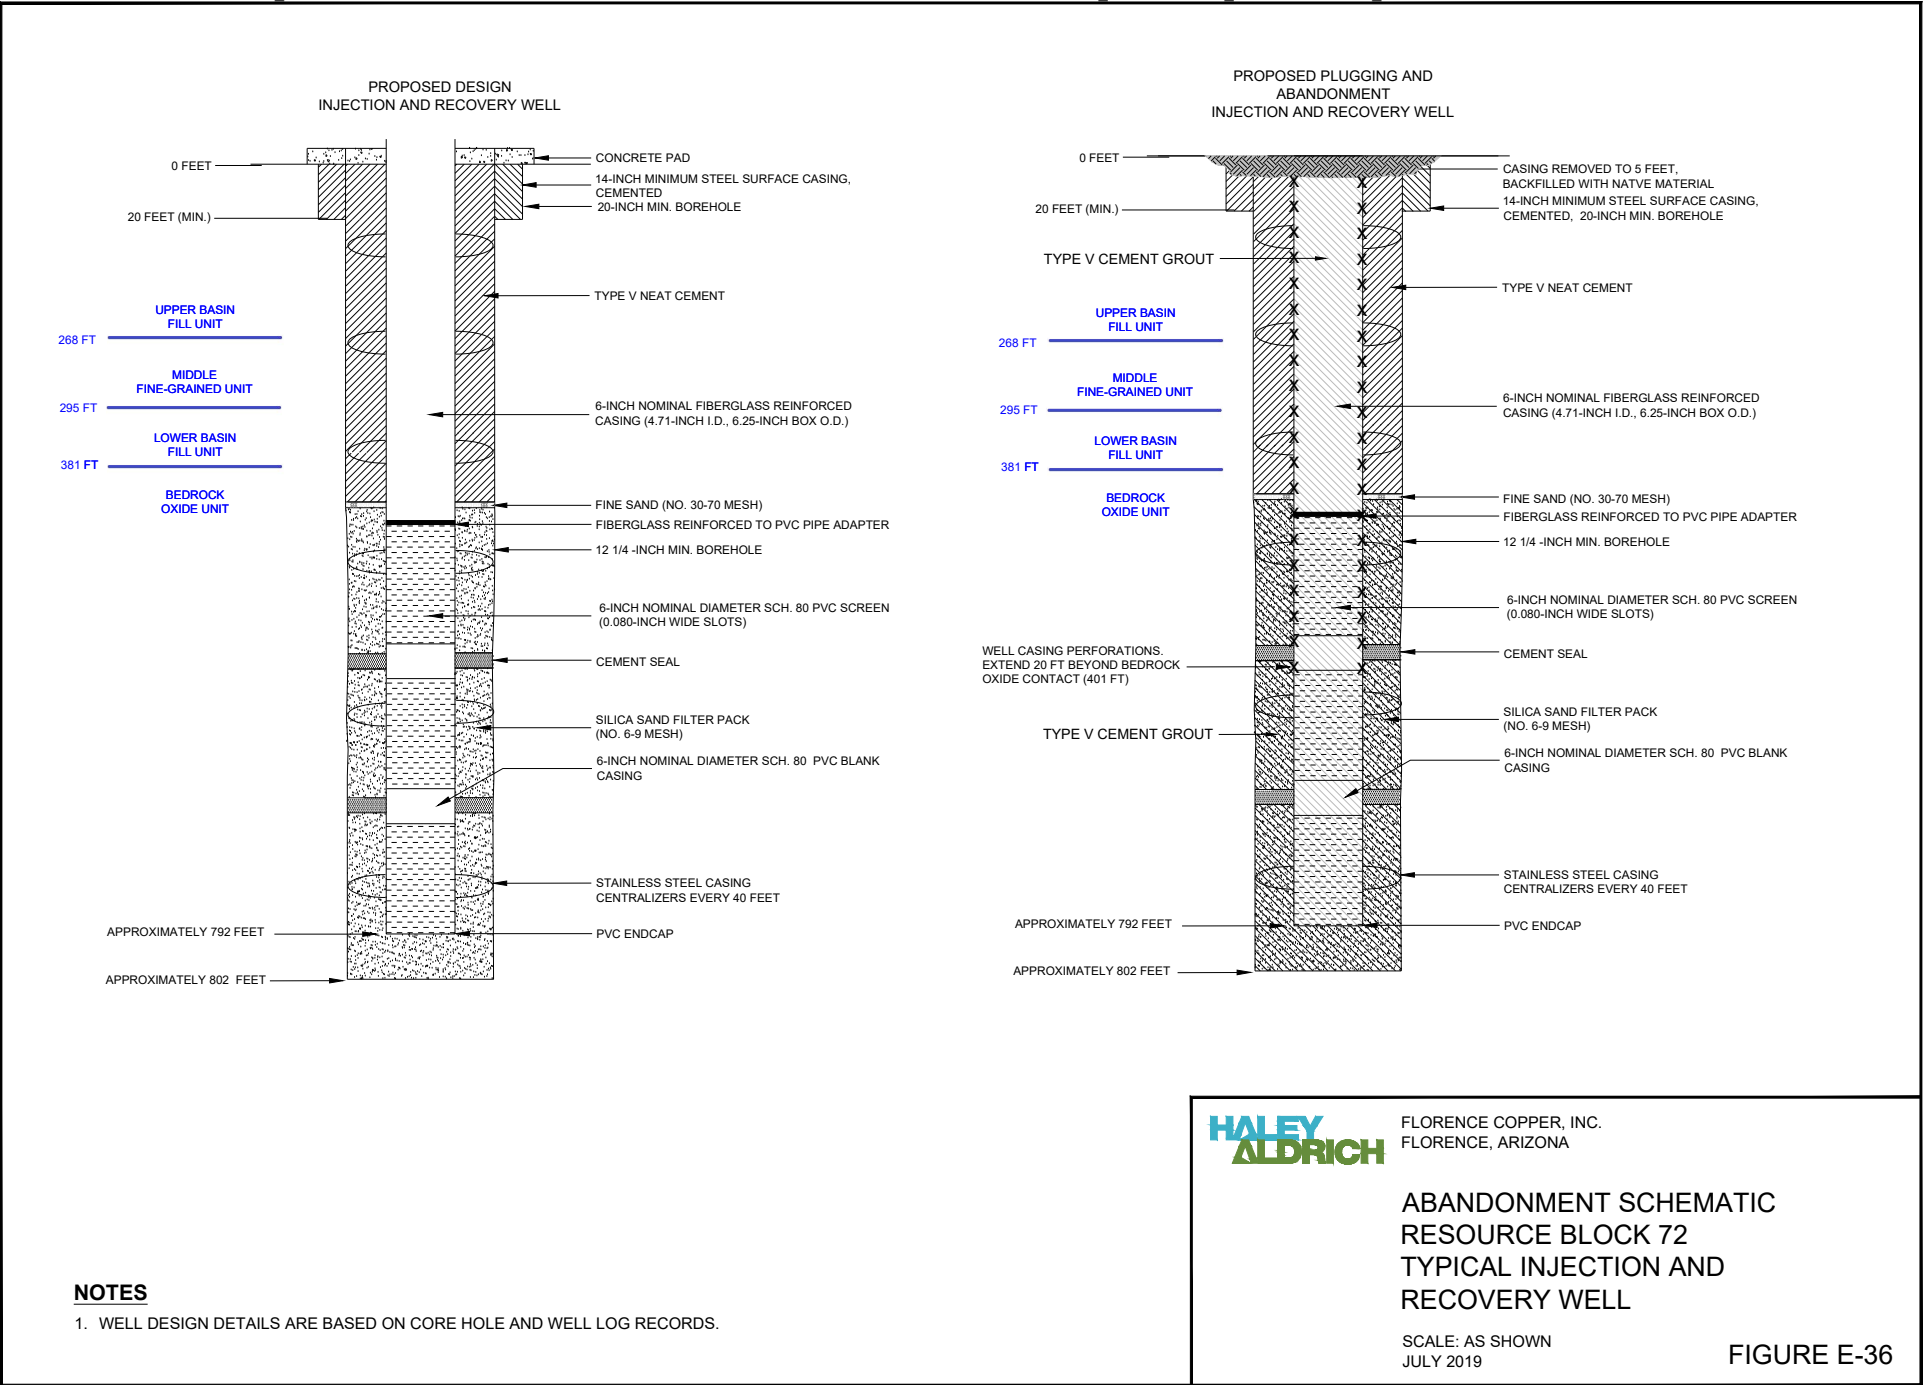 PROPOSED DESIGN
INJECTION AND RECOVERY WELL
0 FEET
20 FEET (MIN.)
CONCRETE PAD
14-INCH MINIMUM STEEL SURFACE CASING,
CEMENTED
20-INCH MIN. BOREHOLE
TYPE V NEAT CEMENT
UPPER BASIN
FILL UNIT
268 FT
MIDDLE
FINE-GRAINED UNIT
295 FT
LOWER BASIN
FILL UNIT
381 FT
BEDROCK
OXIDE UNIT
6-INCH NOMINAL FIBERGLASS REINFORCED
CASING (4.71-INCH I.D., 6.25-INCH BOX O.D.)
FINE SAND (NO. 30-70 MESH)
FIBERGLASS REINFORCED TO PVC PIPE ADAPTER
12 1/4 -INCH MIN. BOREHOLE
6-INCH NOMINAL DIAMETER SCH. 80 PVC SCREEN
(0.080-INCH WIDE SLOTS)
CEMENT SEAL
SILICA SAND FILTER PACK
(NO. 6-9 MESH)
6-INCH NOMINAL DIAMETER SCH. 80 PVC BLANK
CASING
STAINLESS STEEL CASING
CENTRALIZERS EVERY 40 FEET
APPROXIMATELY 792 FEET
PVC ENDCAP
APPROXIMATELY 802 FEET
PROPOSED PLUGGING AND
ABANDONMENT
INJECTION AND RECOVERY WELL
0 FEET
20 FEET (MIN.)
CASING REMOVED TO 5 FEET,
BACKFILLED WITH NATVE MATERIAL
14-INCH MINIMUM STEEL SURFACE CASING,
CEMENTED, 20-INCH MIN. BOREHOLE
TYPE V CEMENT GROUT
TYPE V NEAT CEMENT
UPPER BASIN
FILL UNIT
268 FT
MIDDLE
FINE-GRAINED UNIT
295 FT
LOWER BASIN
FILL UNIT
381 FT
BEDROCK
OXIDE UNIT
6-INCH NOMINAL FIBERGLASS REINFORCED
CASING (4.71-INCH I.D., 6.25-INCH BOX O.D.)
FINE SAND (NO. 30-70 MESH)
FIBERGLASS REINFORCED TO PVC PIPE ADAPTER
12 1/4 -INCH MIN. BOREHOLE
6-INCH NOMINAL DIAMETER SCH. 80 PVC SCREEN
(0.080-INCH WIDE SLOTS)
WELL CASING PERFORATIONS.
EXTEND 20 FT BEYOND BEDROCK
OXIDE CONTACT (401 FT)
CEMENT SEAL
TYPE V CEMENT GROUT
SILICA SAND FILTER PACK
(NO. 6-9 MESH)
6-INCH NOMINAL DIAMETER SCH. 80 PVC BLANK
CASING
STAINLESS STEEL CASING
CENTRALIZERS EVERY 40 FEET
APPROXIMATELY 792 FEET
PVC ENDCAP
APPROXIMATELY 802 FEET
NOTES
1. WELL DESIGN DETAILS ARE BASED ON CORE HOLE AND WELL LOG RECORDS.
HALEY
ALDRICH
FLORENCE COPPER, INC.
FLORENCE, ARIZONA
ABANDONMENT SCHEMATIC
RESOURCE BLOCK 72
TYPICAL INJECTION AND
RECOVERY WELL
SCALE: AS SHOWN
JULY 2019
FIGURE E-36